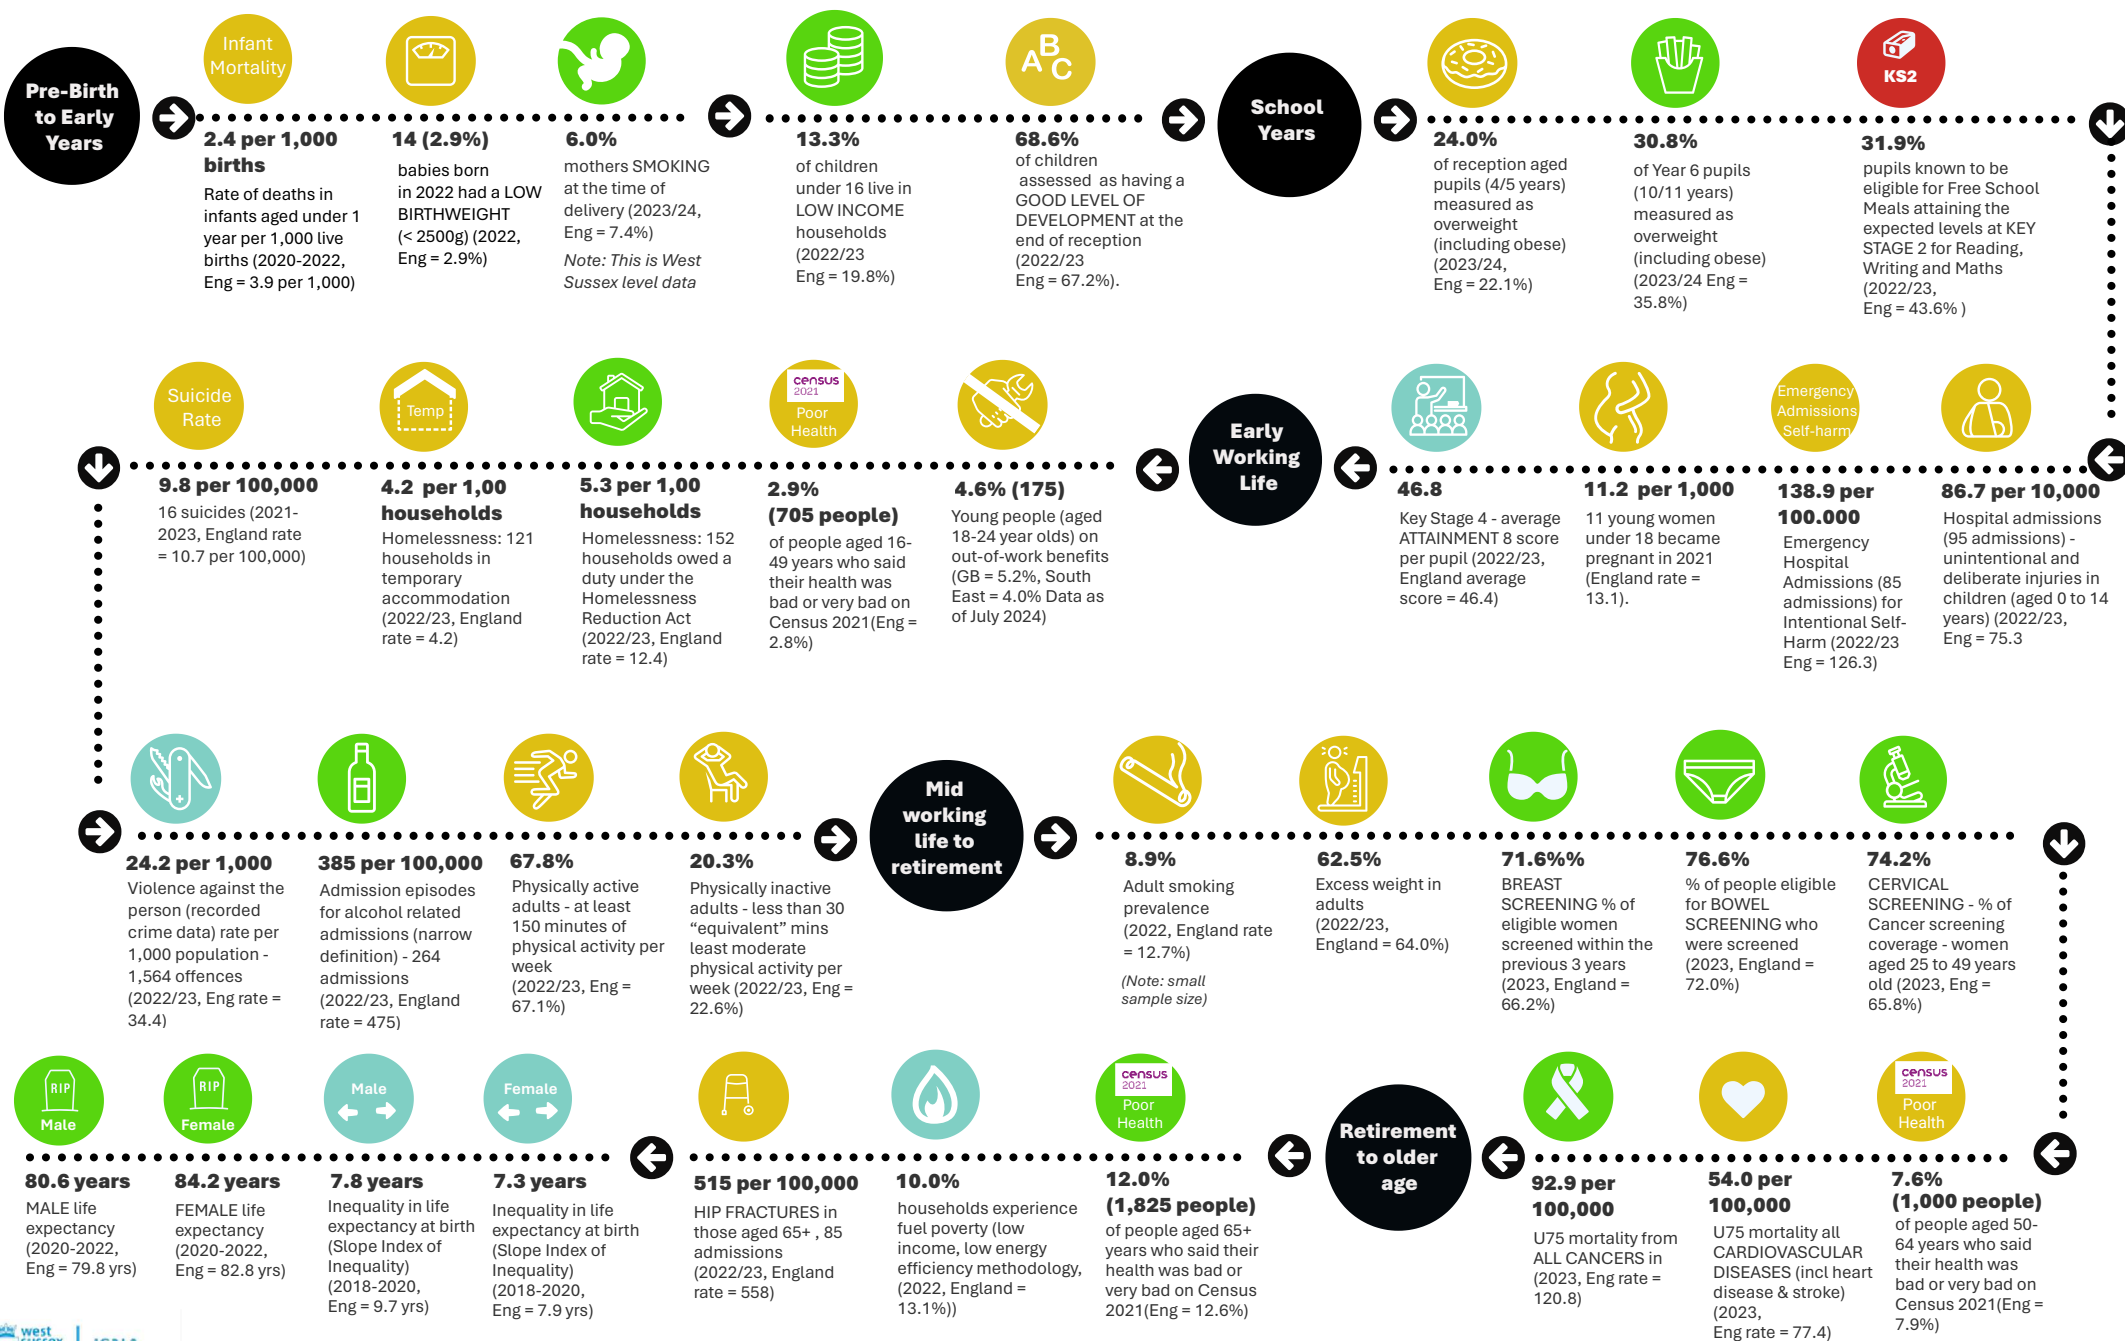 Pre-Birth
to Early
Years
Infant
Mortality
2.4 per 1,000
births
Rate of deaths in
infants aged under 1
year per 1,000 live
births (2020-2022,
Eng = 3.9 per 1,000)
14 (2.9%)
babies born
in 2022 had a LOW
BIRTHWEIGHT
(< 2500g) (2022,
Eng = 2.9%)
6.0%
mothers SMOKING
at the time of
delivery (2023/24,
Eng = 7.4%)
Note: This is West
Sussex level data
13.3%
of children
under 16 live in
LOW INCOME
households
(2022/23
Eng = 19.8%)
A B C
68.6%
of children
assessed as having a
GOOD LEVEL OF
DEVELOPMENT at the
end of reception
(2022/23
Eng = 67.2%).
School
Years
24.0%
of reception aged
pupils (4/5 years)
measured as
overweight
(including obese)
(2023/24,
Eng = 22.1%)
30.8%
of Year 6 pupils
(10/11 years)
measured as
overweight
(including obese)
(2023/24 Eng =
35.8%)
KS2
31.9%
pupils known to be
eligible for Free School
Meals attaining the
expected levels at KEY
STAGE 2 for Reading,
Writing and Maths
(2022/23,
Eng = 43.6% )
86.7 per 10,000
Hospital admissions
(95 admissions) -
unintentional and
deliberate injuries in
children (aged 0 to 14
years) (2022/23,
Eng = 75.3
Emergency
Admissions
Self-harm
138.9 per
100.000
Emergency
Hospital
Admissions (85
admissions) for
Intentional Self-
Harm (2022/23
Eng = 126.3)
11.2 per 1,000
11 young women
under 18 became
pregnant in 2021
(England rate =
13.1).
46.8
Key Stage 4 - average
ATTAINMENT 8 score
per pupil (2022/23,
England average
score = 46.4)
Early
Working
Life
4.6% (175)
Young people (aged
18-24 year olds) on
out-of-work benefits
(GB = 5.2%, South
East = 4.0% Data as
of July 2024)
census
2021
Poor
Health
2.9%
(705 people)
of people aged 16-
49 years who said
their health was
bad or very bad on
Census 2021(Eng =
2.8%)
5.3 per 1,00
households
Homelessness: 152
households owed a
duty under the
Homelessness
Reduction Act
(2022/23, England
rate = 12.4)
Temp
4.2 per 1,00
households
Homelessness: 121
households in
temporary
accommodation
(2022/23, England
rate = 4.2)
Suicide
Rate
9.8 per 100,000
16 suicides (2021-
2023, England rate
= 10.7 per 100,000)
24.2 per 1,000
Violence against the
person (recorded
crime data) rate per
1,000 population -
1,564 offences
(2022/23, Eng rate =
34.4)
385 per 100,000
Admission episodes
for alcohol related
admissions (narrow
definition) - 264
admissions
(2022/23, England
rate = 475)
67.8%
Physically active
adults - at least
150 minutes of
physical activity per
week
(2022/23, Eng =
67.1%)
20.3%
Physically inactive
adults - less than 30
“equivalent” mins
least moderate
physical activity per
week (2022/23, Eng =
22.6%)
Mid
working
life to
retirement
8.9%
Adult smoking
prevalence
(2022, England rate
= 12.7%)
(Note: small
sample size)
62.5%
Excess weight in
adults
(2022/23,
England = 64.0%)
71.6%%
BREAST
SCREENING % of
eligible women
screened within the
previous 3 years
(2023, England =
66.2%)
76.6%
% of people eligible
for BOWEL
SCREENING who
were screened
(2023, England =
72.0%)
74.2%
CERVICAL
SCREENING - % of
Cancer screening
coverage - women
aged 25 to 49 years
old (2023, Eng =
65.8%)
census
2021
Poor
Health
7.6%
(1,000 people)
of people aged 50-
64 years who said
their health was
bad or very bad on
Census 2021(Eng =
7.9%)
54.0 per
100,000
U75 mortality all
CARDIOVASCULAR
DISEASES (incl heart
disease & stroke)
(2023,
Eng rate = 77.4)
92.9 per
100,000
U75 mortality from
ALL CANCERS in
(2023, Eng rate =
120.8)
Retirement
to older
age
census
2021
Poor
Health
12.0%
(1,825 people)
of people aged 65+
years who said their
health was bad or
very bad on Census
2021(Eng = 12.6%)
10.0%
households experience
fuel poverty (low
income, low energy
efficiency methodology,
(2022, England =
13.1%))
515 per 100,000
HIP FRACTURES in
those aged 65+ , 85
admissions
(2022/23, England
rate = 558)
Female
7.3 years
Inequality in life
expectancy at birth
(Slope Index of
Inequality)
(2018-2020,
Eng = 7.9 yrs)
Male
7.8 years
Inequality in life
expectancy at birth
(Slope Index of
Inequality)
(2018-2020,
Eng = 9.7 yrs)
RIP
Female
84.2 years
FEMALE life
expectancy
(2020-2022,
Eng = 82.8 yrs)
RIP
Male
80.6 years
MALE life
expectancy
(2020-2022,
Eng = 79.8 yrs)
west